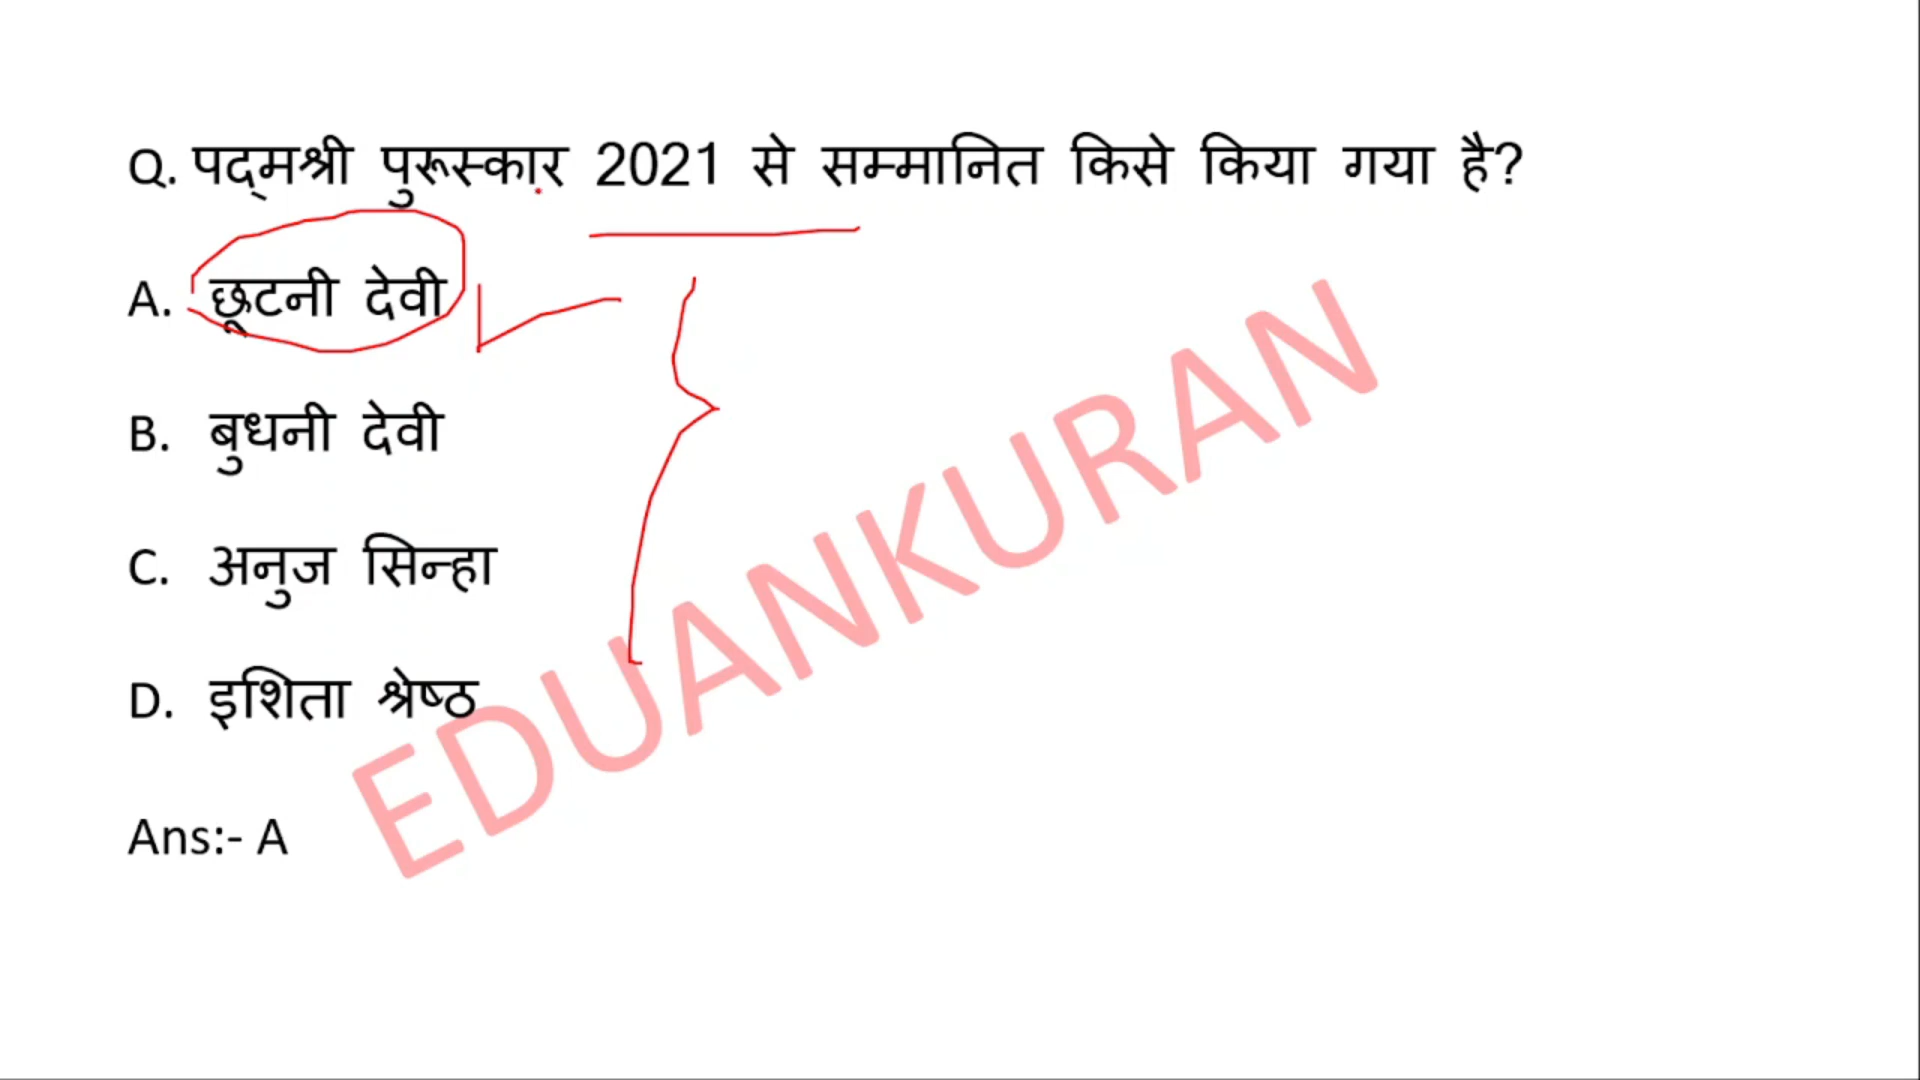 Q. पद्मश्री पुरूस्कार 2021 से सम्मानित किसे किया गया है?
A. छूटनी देवी
B. बुधनी देवी
C. अनुज सिन्हा
D. इशिता श्रेष्ठ
EDUANKURAN
Ans:- A